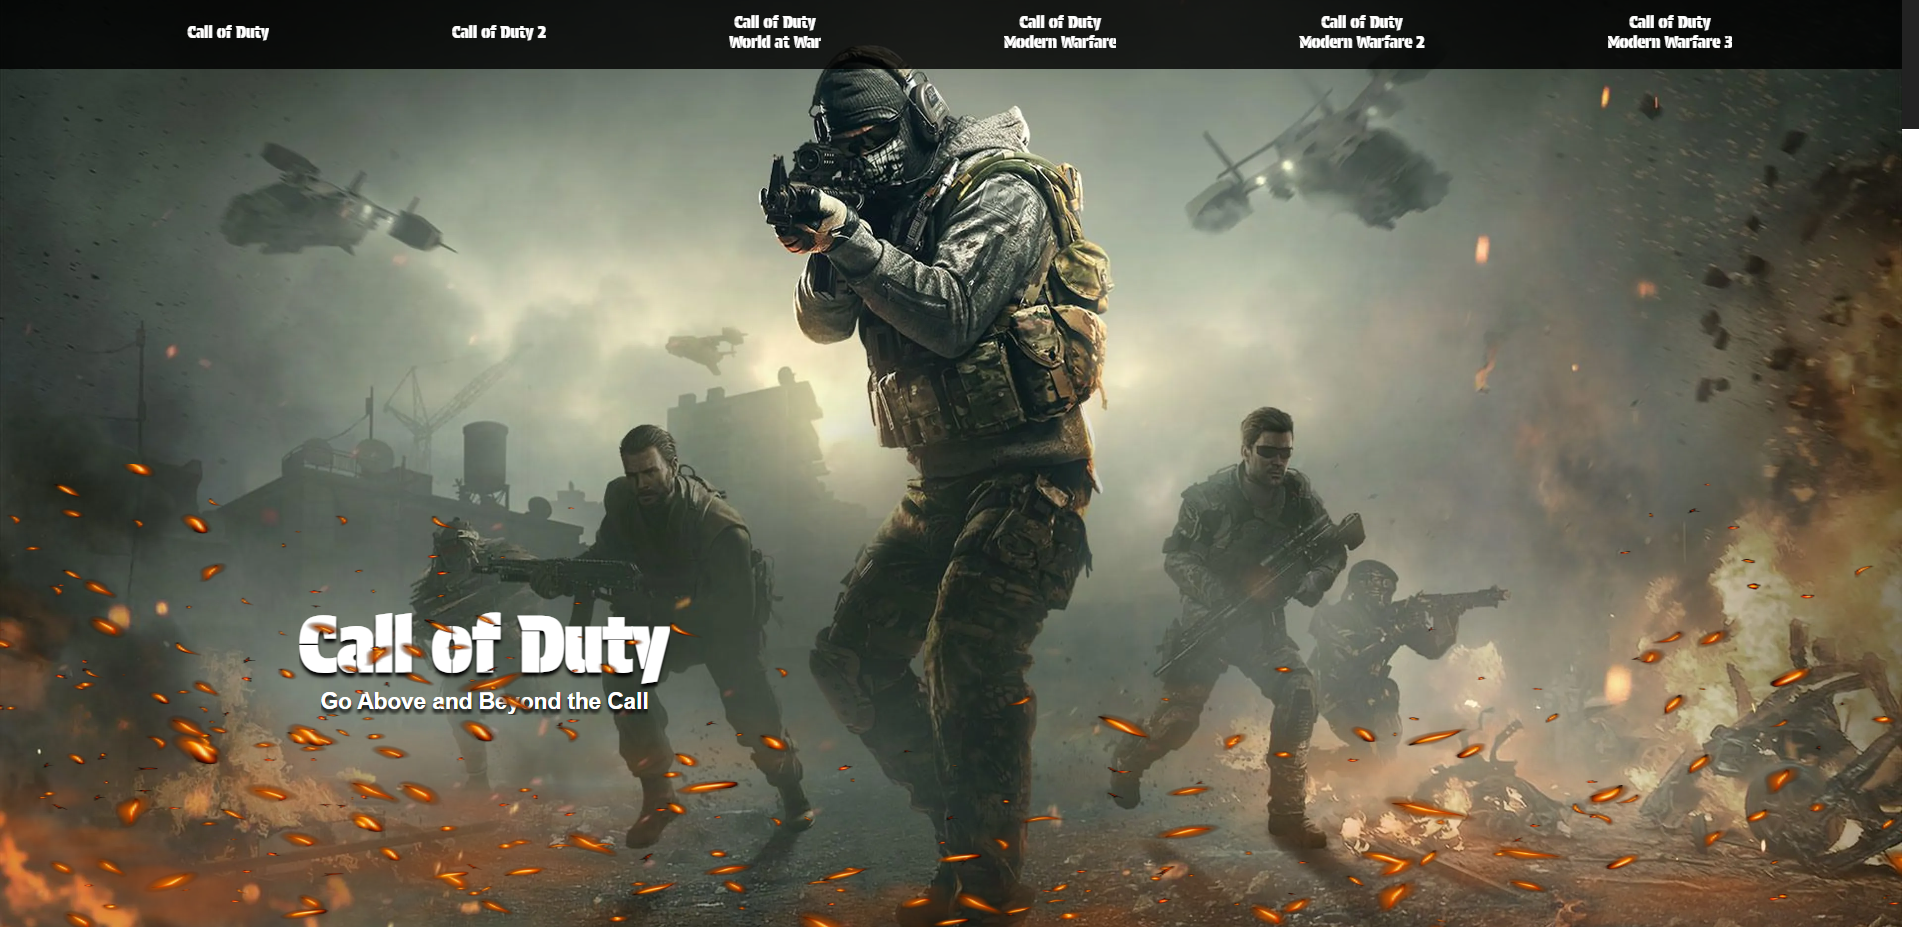 Call of Duty
Call of Duty 2
Call of Duty
World at War
Call of Duty
Modern Warfare
Call of Duty
Modern Warfare 2
Call of Duty
Modern Warfare 3
Call of Duty
Go Above and Beyond the Call